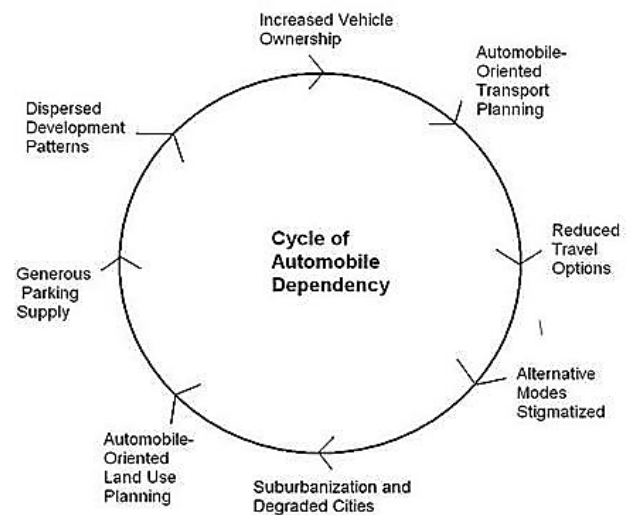 Increased Vehicle
Ownership
Automobile-
Oriented
Transport
Planning
Reduced
Travel
Options
Alternative
Modes
Stigmatized
Suburbanization and
Degraded Cities
Automobile-
Oriented
Land Use
Planning
Generous
Parking
Supply
Dispersed
Development
Patterns
Cycle of
Automobile
Dependency